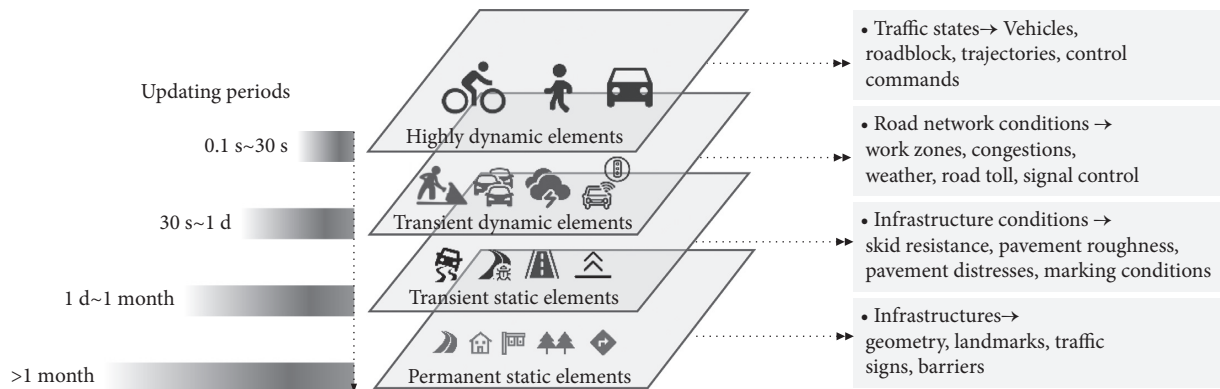 Updating periods
0.1 s~30 s
30 s~1 d
1 d~1 month
>1 month
Highly dynamic elements
Transient dynamic elements
Transient static elements
Permanent static elements
• Traffic states→ Vehicles,
roadblock, trajectories, control
commands
• Road network conditions →
work zones, congestions,
weather, road toll, signal control
• Infrastructure conditions →
skid resistance, pavement roughness,
pavement distresses, marking conditions
• Infrastructures→
geometry, landmarks, traffic
signs, barriers